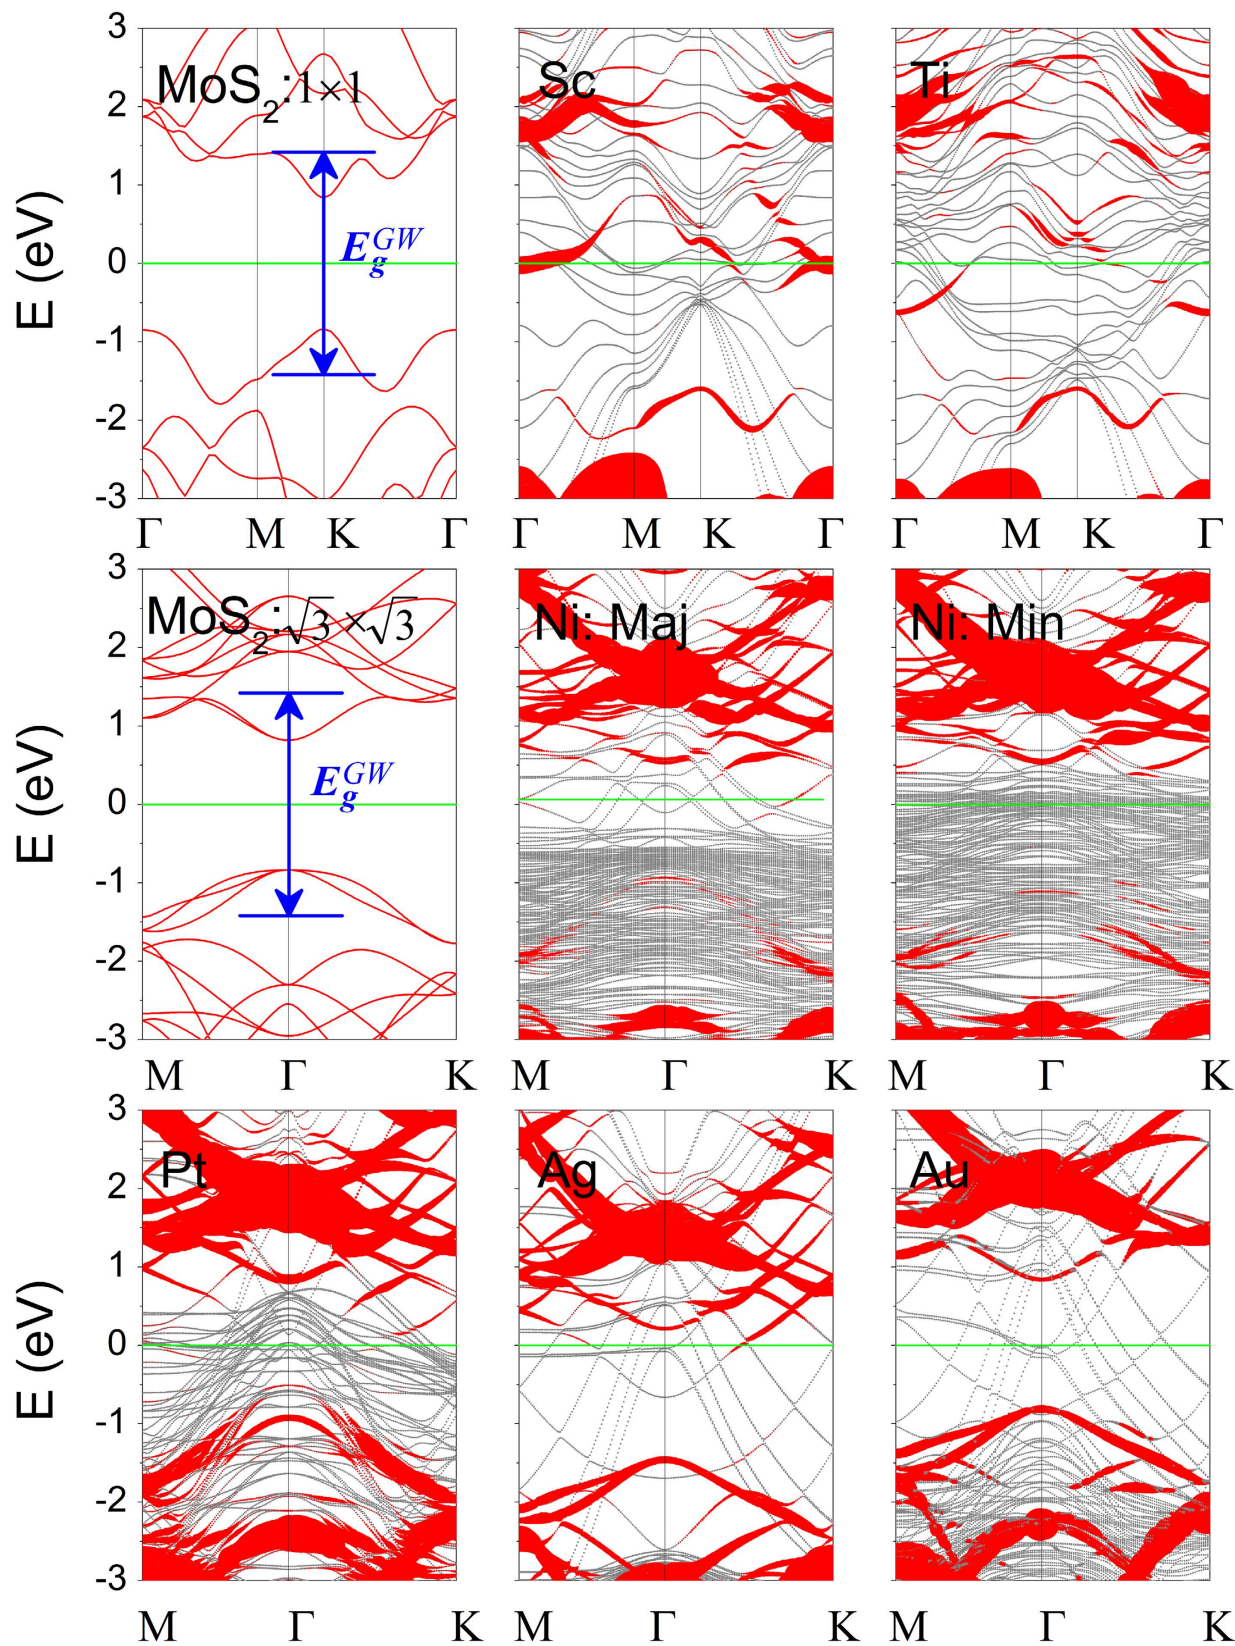 MoS2:1×1
Sc
Ti
E (eV)
3
2
1
0
-1
-2
-3
E_g^GW
Γ M K Γ
Γ M K Γ
Γ M K Γ
MoS2:√3×√3
Ni: Maj
Ni: Min
E (eV)
3
2
1
0
-1
-2
-3
E_g^GW
M Γ K
M Γ K
M Γ K
Pt
Ag
Au
E (eV)
3
2
1
0
-1
-2
-3
M Γ K
M Γ K
M Γ K